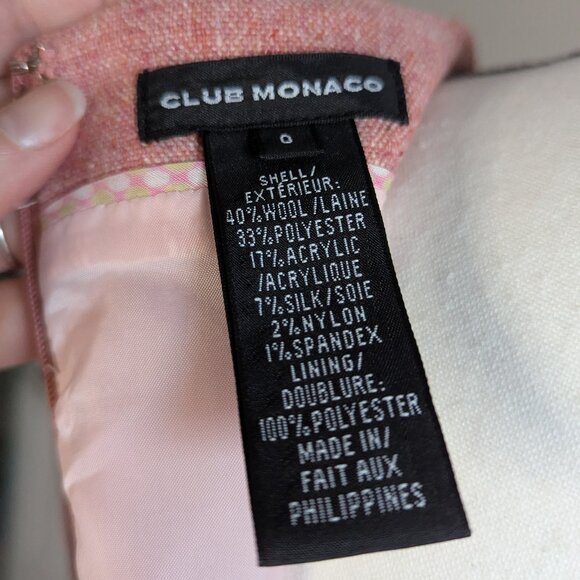 CLUB MONACO
0
SHELL/
EXTÉRIEUR:
40%WOOL/LAINE
33%POLYESTER
17%ACRYLIC
/ACRYLIQUE
7%SILK/SOIE
2%NYLON
1%SPANDEX
LINING/
DOUBLURE:
100%POLYESTER
MADE IN/
FAIT AUX
PHILIPPINES